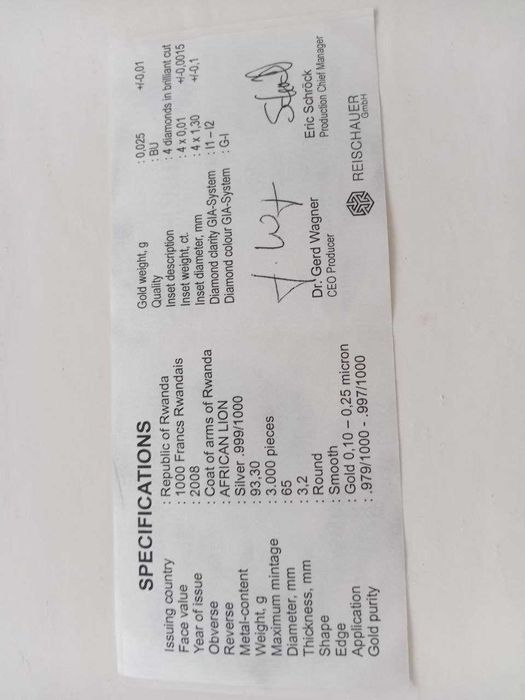 SPECIFICATIONS
Issuing country : Republic of Rwanda
Face value : 1000 Francs Rwandais
Year of issue : 2008
Obverse : Coat of arms of Rwanda
Reverse : AFRICAN LION
Metal-content : Silver .999/1000
Weight, g : 93,30
Maximum mintage : 3.000 pieces
Diameter, mm : 65
Thickness, mm : 3,2
Shape : Round
Edge : Smooth
Application : Gold 0,10 – 0,25 micron
Gold purity : .979/1000 - .997/1000
Gold weight, g : 0,025 +/-0,01
Quality : BU
Inset description : 4 diamonds in brilliant cut
Inset weight, ct. : 4 x 0,01 +/-0,0015
Inset diameter, mm : 4 x 1,30 +/-0,1
Diamond clarity GIA-System : I1 – I2
Diamond colour GIA-System : G-I
Dr. Gerd Wagner
CEO Producer
Eric Schröck
Production Chief Manager
REISCHAUER
GmbH